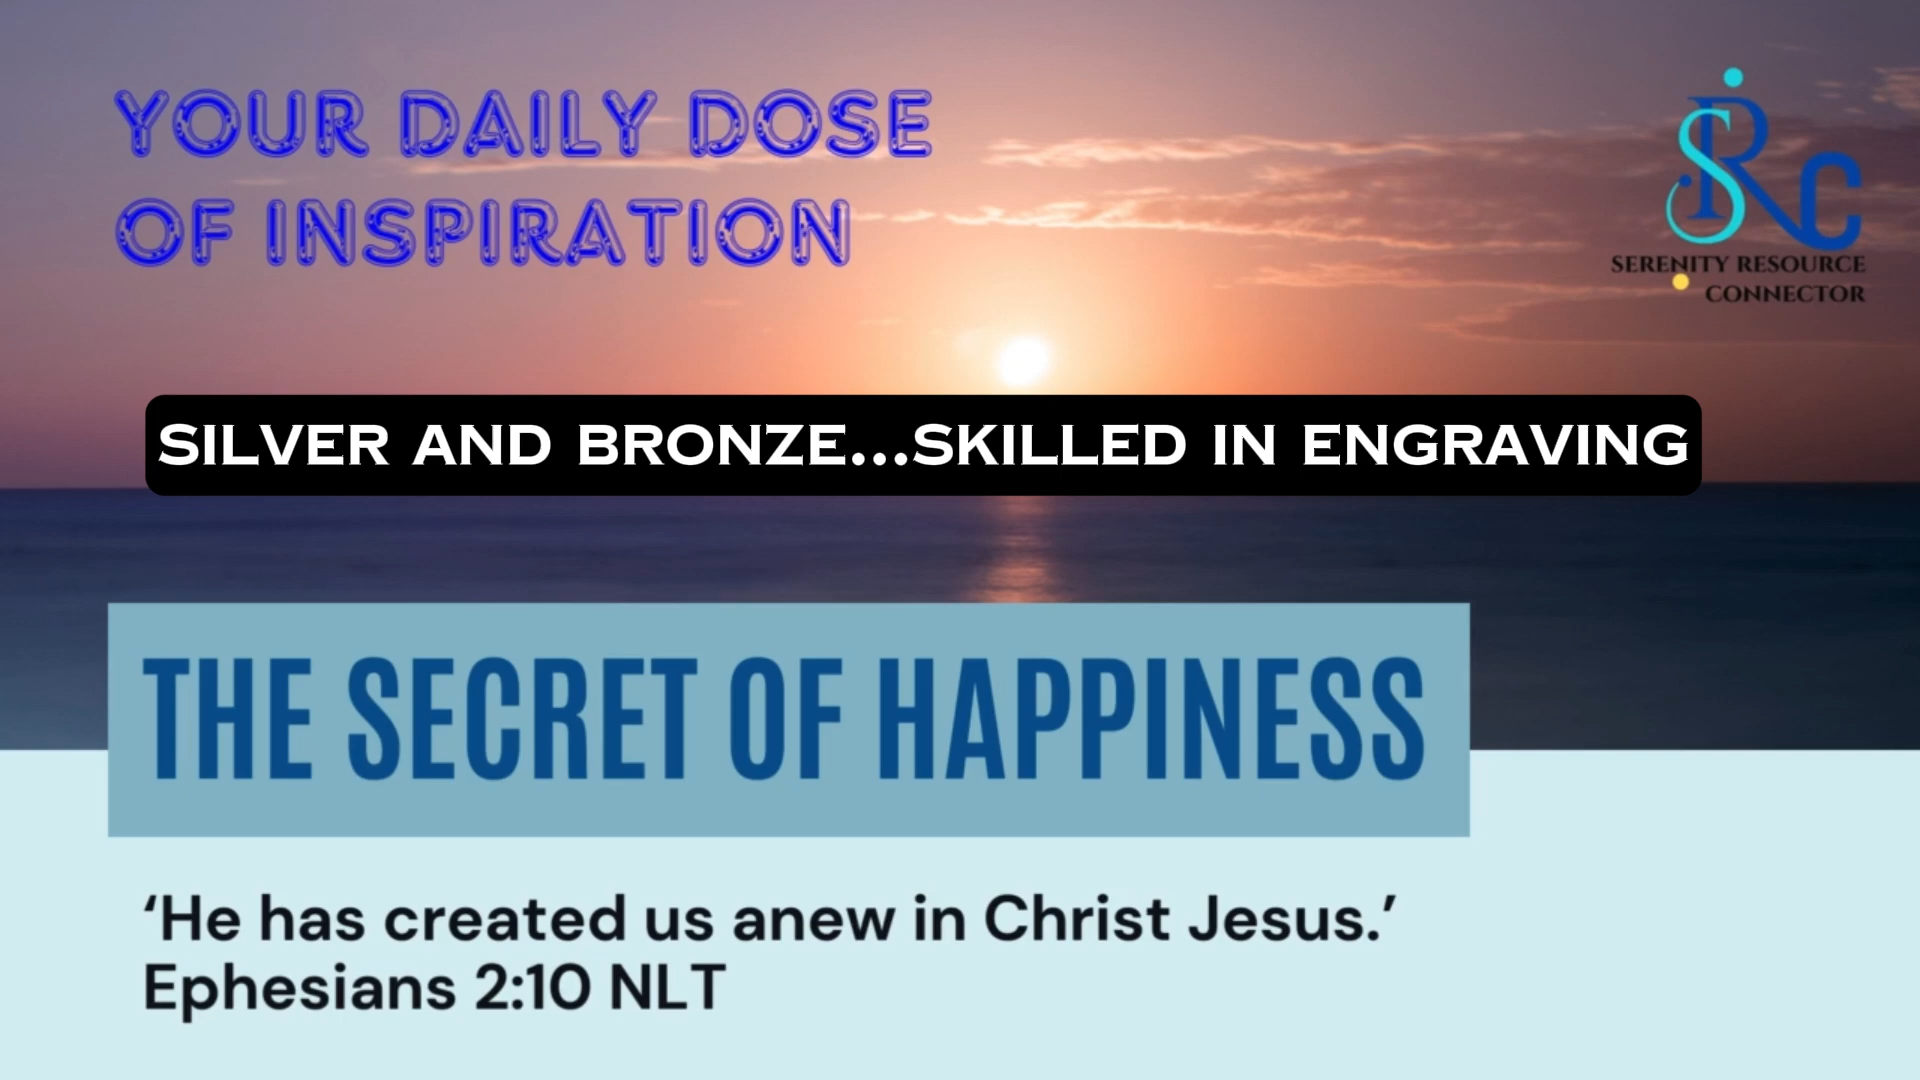 YOUR DAILY DOSE
OF INSPIRATION
SRC
SERENITY RESOURCE
CONNECTOR
SILVER AND BRONZE...SKILLED IN ENGRAVING
THE SECRET OF HAPPINESS
‘He has created us anew in Christ Jesus.’
Ephesians 2:10 NLT